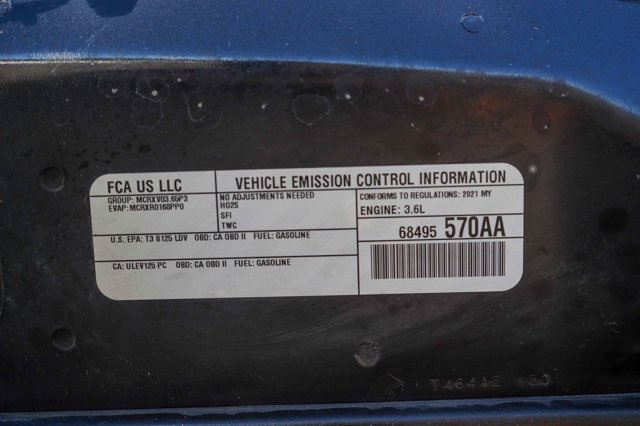 FCA US LLC
GROUP: MCRXV03.65P3
EVAP: MCRXR0168PP0
VEHICLE EMISSION CONTROL INFORMATION
NO ADJUSTMENTS NEEDED
HO2S
SFI
TWC
CONFORMS TO REGULATIONS: 2021 MY
ENGINE: 3.6L
U.S. EPA: T3 B125 LDV OBD: CA OBD II FUEL: GASOLINE
CA: ULEV125 PC OBD: CA OBD II FUEL: GASOLINE
68495 570AA